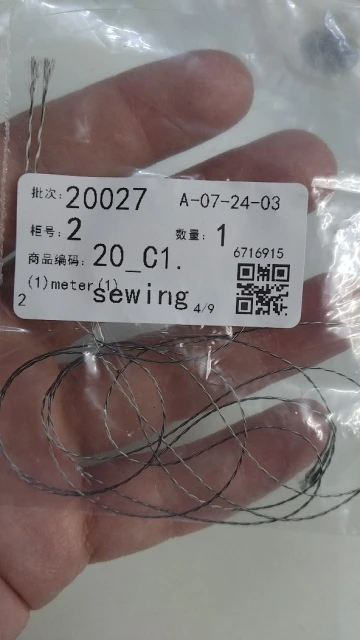 批次: 20027 A-07-24-03
柜号: 2 数量: 1
6716915
商品编码: 20_C1.
(1)meter(1)
sewing
2
4/9